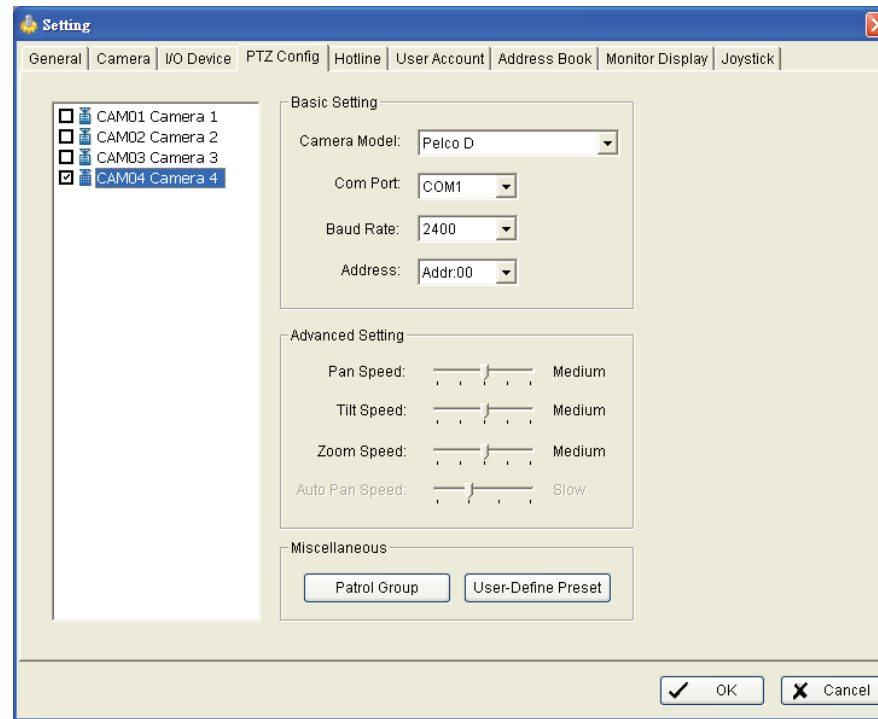 Setting
General Camera I/O Device PTZ Config Hotline User Account Address Book Monitor Display Joystick
CAM01 Camera 1
CAM02 Camera 2
CAM03 Camera 3
CAM04 Camera 4
Basic Setting
Camera Model: Pelco D
Com Port: COM1
Baud Rate: 2400
Address: Addr:00
Advanced Setting
Pan Speed: Medium
Tilt Speed: Medium
Zoom Speed: Medium
Auto Pan Speed: Slow
Miscellaneous
Patrol Group User-Define Preset
OK Cancel